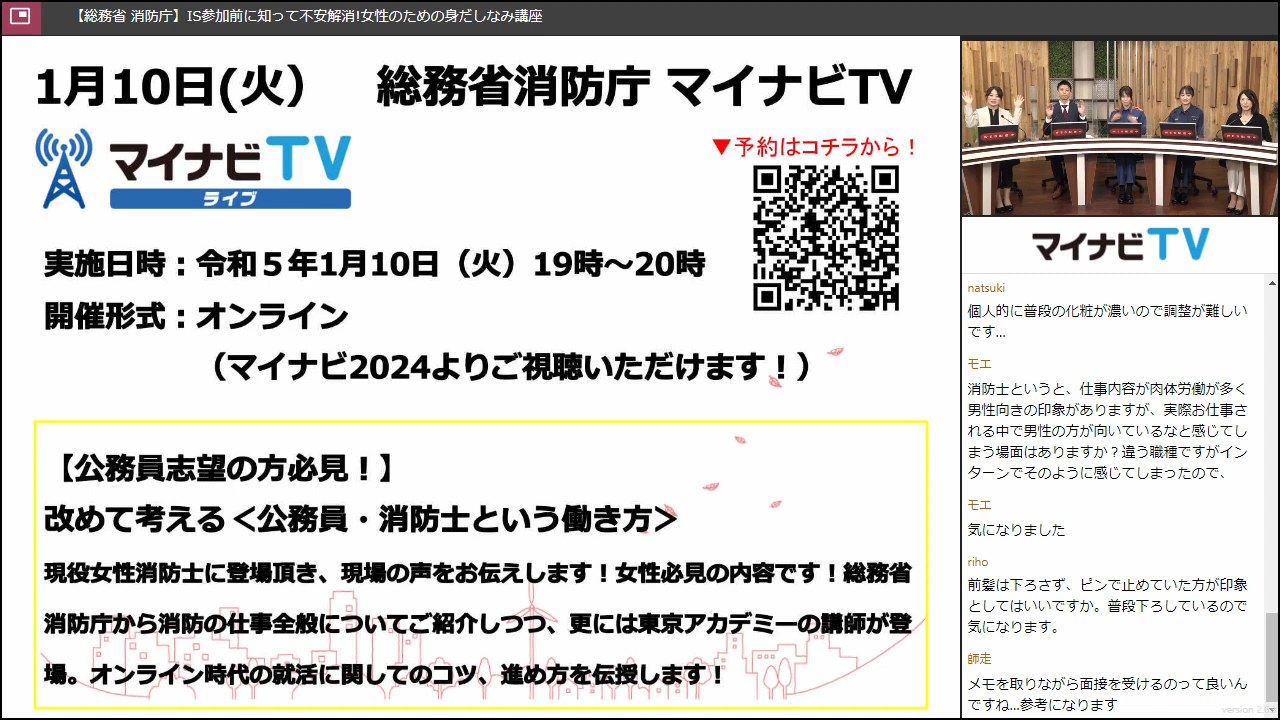 【総務省 消防庁】IS参加前に知って不安解消!女性のための身だしなみ講座
1月10日(火）　総務省消防庁 マイナビTV
マイナビTV
ライブ
▼予約はコチラから！
実施日時：令和５年1月10日（火）19時～20時
開催形式：オンライン
（マイナビ2024よりご視聴いただけます！）
【公務員志望の方必見！】
改めて考える＜公務員・消防士という働き方＞
現役女性消防士に登場頂き、現場の声をお伝えします！女性必見の内容です！総務省
消防庁から消防の仕事全般についてご紹介しつつ、更には東京アカデミーの講師が登
場。オンライン時代の就活に関してのコツ、進め方を伝授します！
マイナビTV
natsuki
個人的に普段の化粧が濃いので調整が難しい
です...
モエ
消防士というと、仕事内容が肉体労働が多く
男性向きの印象がありますが、実際お仕事さ
れる中で男性の方が向いているなと感じてし
まう場面はありますか？違う職種ですがイン
ターンでそのように感じてしまったので、
モエ
気になりました
riho
前髪は下ろさず、ピンで止めていた方が印象
としてはいいですか。普段下ろしているので
気になります。
師走
メモを取りながら面接を受けるのって良いん
ですね...参考になります